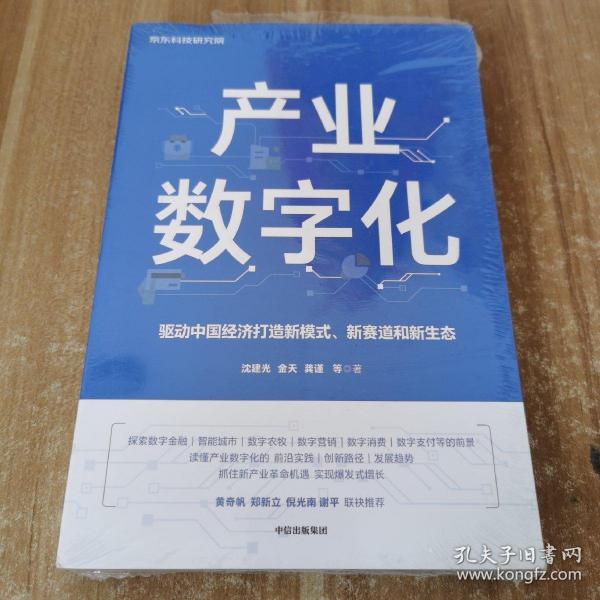 京东科技研究院
产业
数字化
驱动中国经济打造新模式、新赛道和新生态
沈建光 金天 龚谨 等◎著
探索数字金融|智能城市|数字农牧|数字营销|数字消费|数字支付等的前景
读懂产业数字化的 前沿实践|创新路径|发展趋势
抓住新产业革命机遇 实现爆发式增长
黄奇帆 郑新立 倪光南 谢平 联袂推荐
中信出版集团
孔夫子旧书网
www.kongfz.com